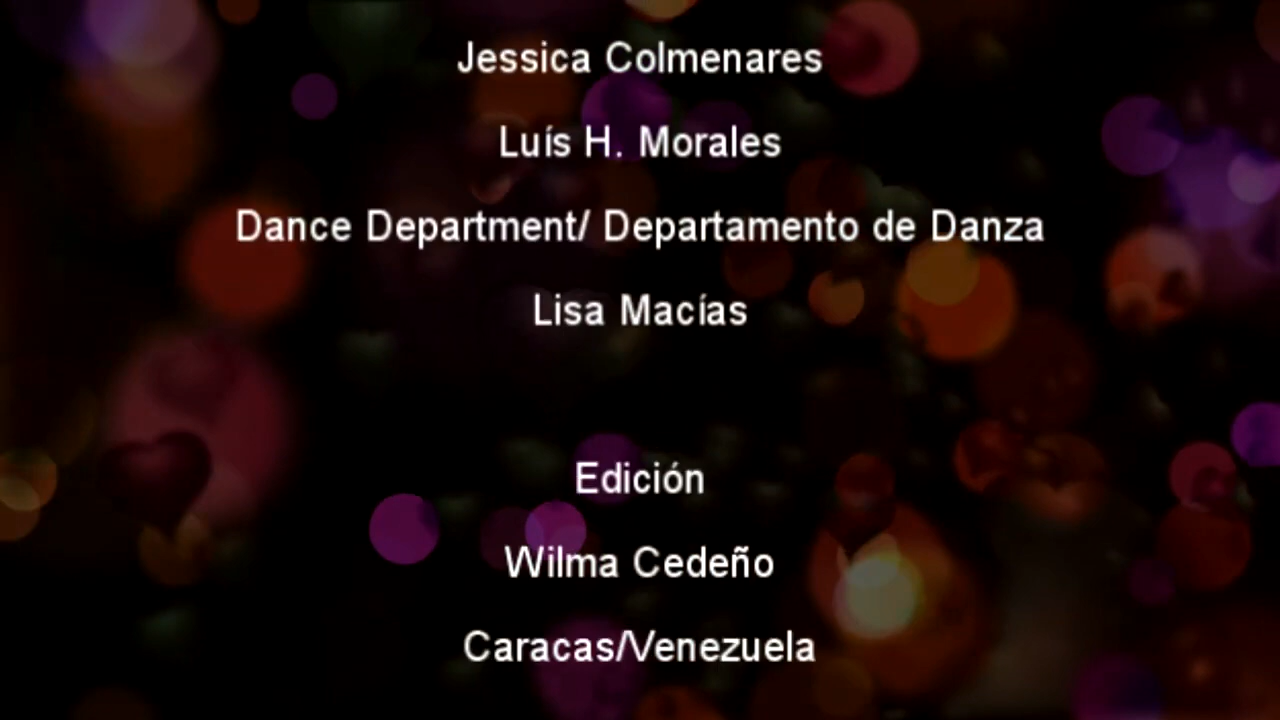 Jessica Colmenares
Luís H. Morales
Dance Department/ Departamento de Danza
Lisa Macías
Edición
Wilma Cedeño
Caracas/Venezuela